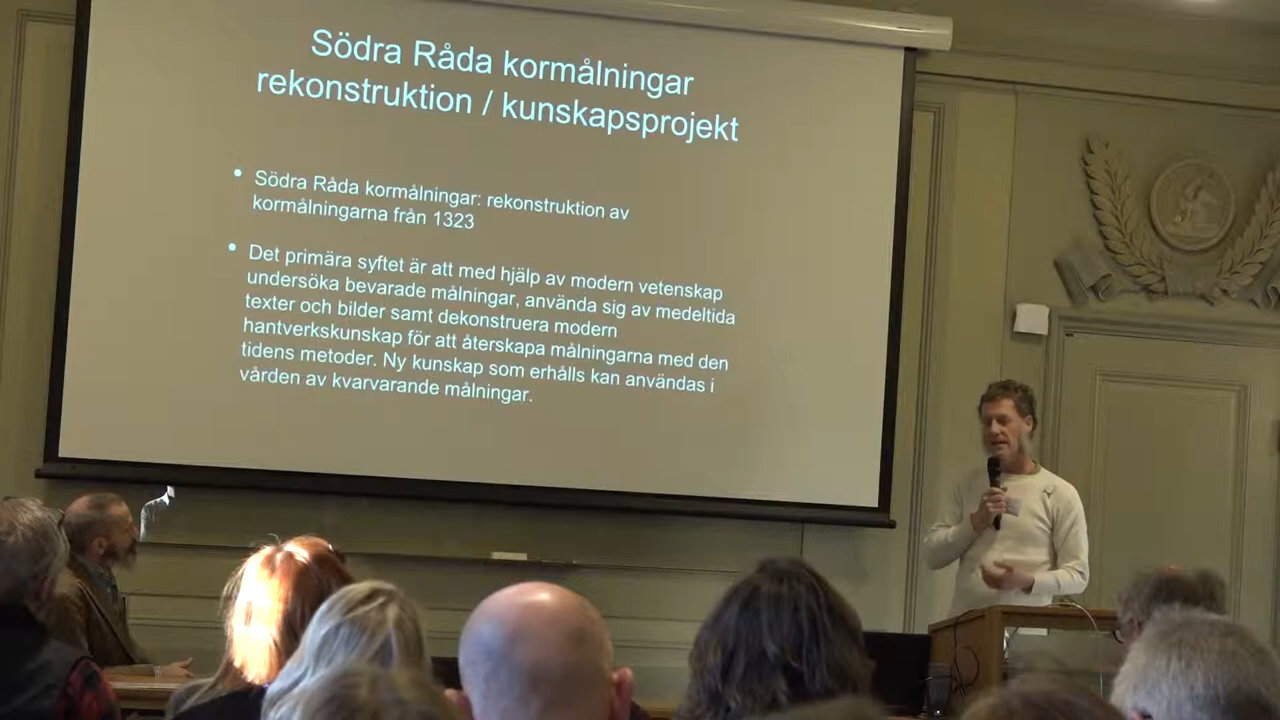 Södra Råda kormålningar
rekonstruktion / kunskapsprojekt
• Södra Råda kormålningar: rekonstruktion av
kormålningarna från 1323
• Det primära syftet är att med hjälp av modern vetenskap
undersöka bevarade målningar, använda sig av medeltida
texter och bilder samt dekonstruera modern
hantverkskunskap för att återskapa målningarna med den
tidens metoder. Ny kunskap som erhålls kan användas i
vården av kvarvarande målningar.